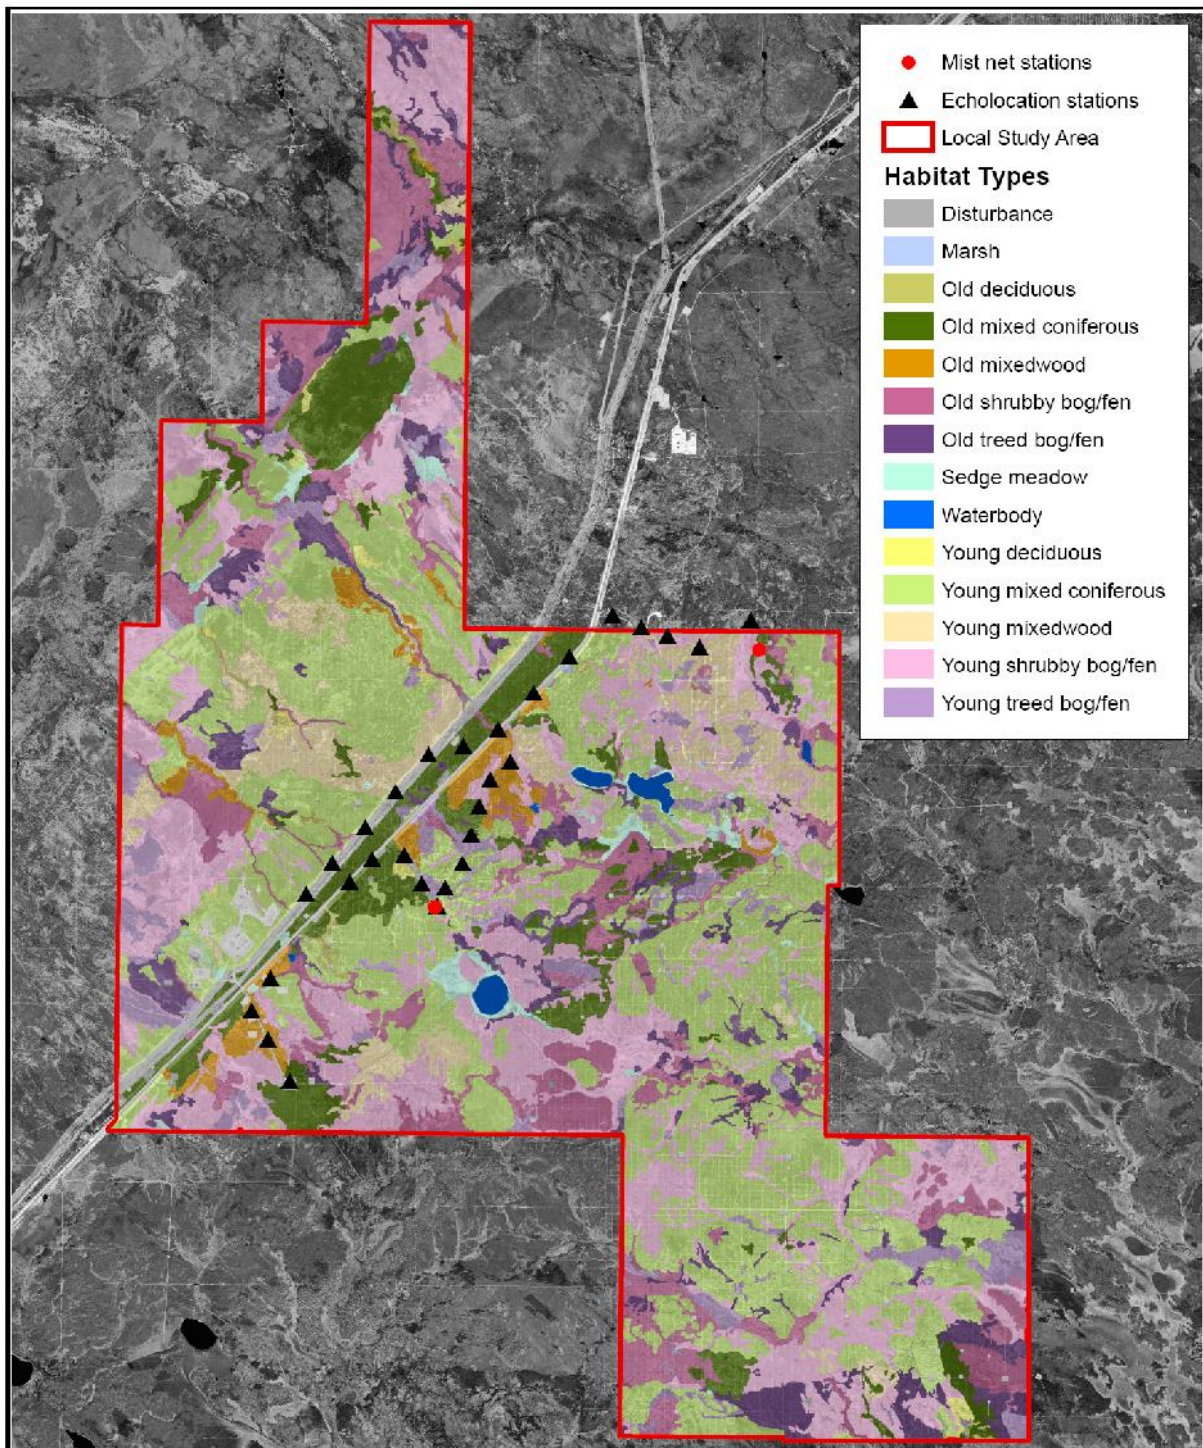 Mist net stations
Echolocation stations
Local Study Area
Habitat Types
Disturbance
Marsh
Old deciduous
Old mixed coniferous
Old mixedwood
Old shrubby bog/fen
Old treed bog/fen
Sedge meadow
Waterbody
Young deciduous
Young mixed coniferous
Young mixedwood
Young shrubby bog/fen
Young treed bog/fen